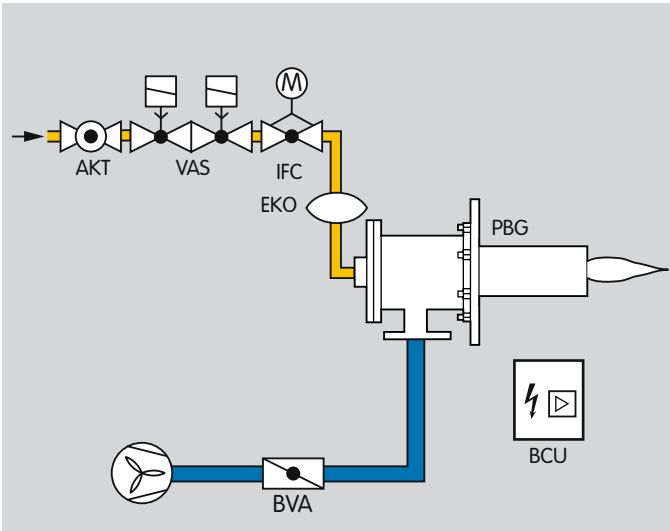 M
AKT
VAS
IFC
EKO
PBG
BCU
BVA